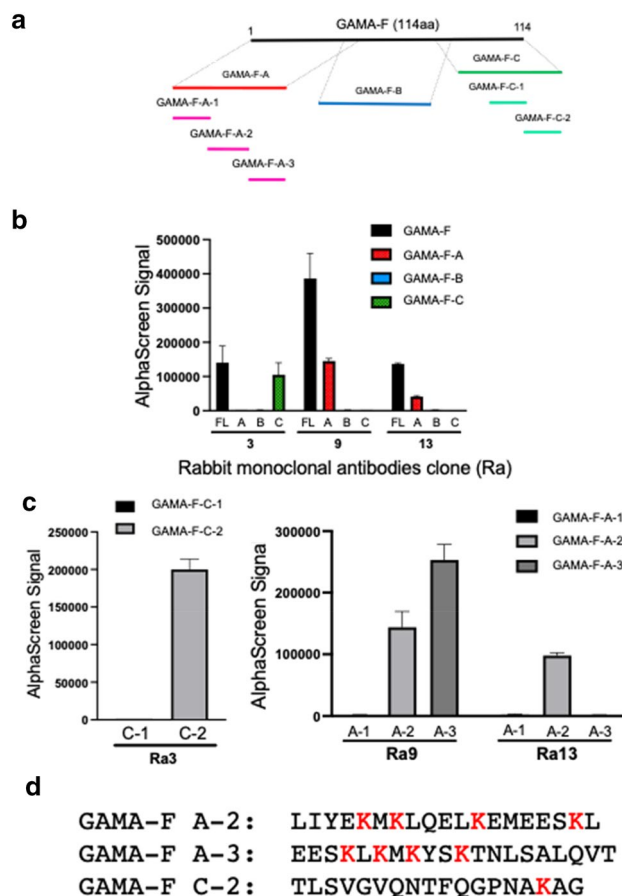 a
GAMA-F (114aa)
1
114
GAMA-F-A
GAMA-F-A-1
GAMA-F-A-2
GAMA-F-A-3
GAMA-F-B
GAMA-F-C
GAMA-F-C-1
GAMA-F-C-2
b
AlphaScreen Signal
500000
400000
300000
200000
100000
0
GAMA-F
GAMA-F-A
GAMA-F-B
GAMA-F-C
FL A B C FL A B C FL A B C
3 9 13
Rabbit monoclonal antibodies clone (Ra)
c
GAMA-F-C-1
GAMA-F-C-2
AlphaScreen Signal
250000
200000
150000
100000
50000
0
C-1 C-2
Ra3
AlphaScreen Signa
300000
200000
100000
0
GAMA-F-A-1
GAMA-F-A-2
GAMA-F-A-3
A-1 A-2 A-3 A-1 A-2 A-3
Ra9 Ra13
d
GAMA-F A-2: LIYEKMKLQELKEMEESKL
GAMA-F A-3: EESKLKMKYSKTNLSALQVT
GAMA-F C-2: TLSVGVQNTFQGPNAKAG